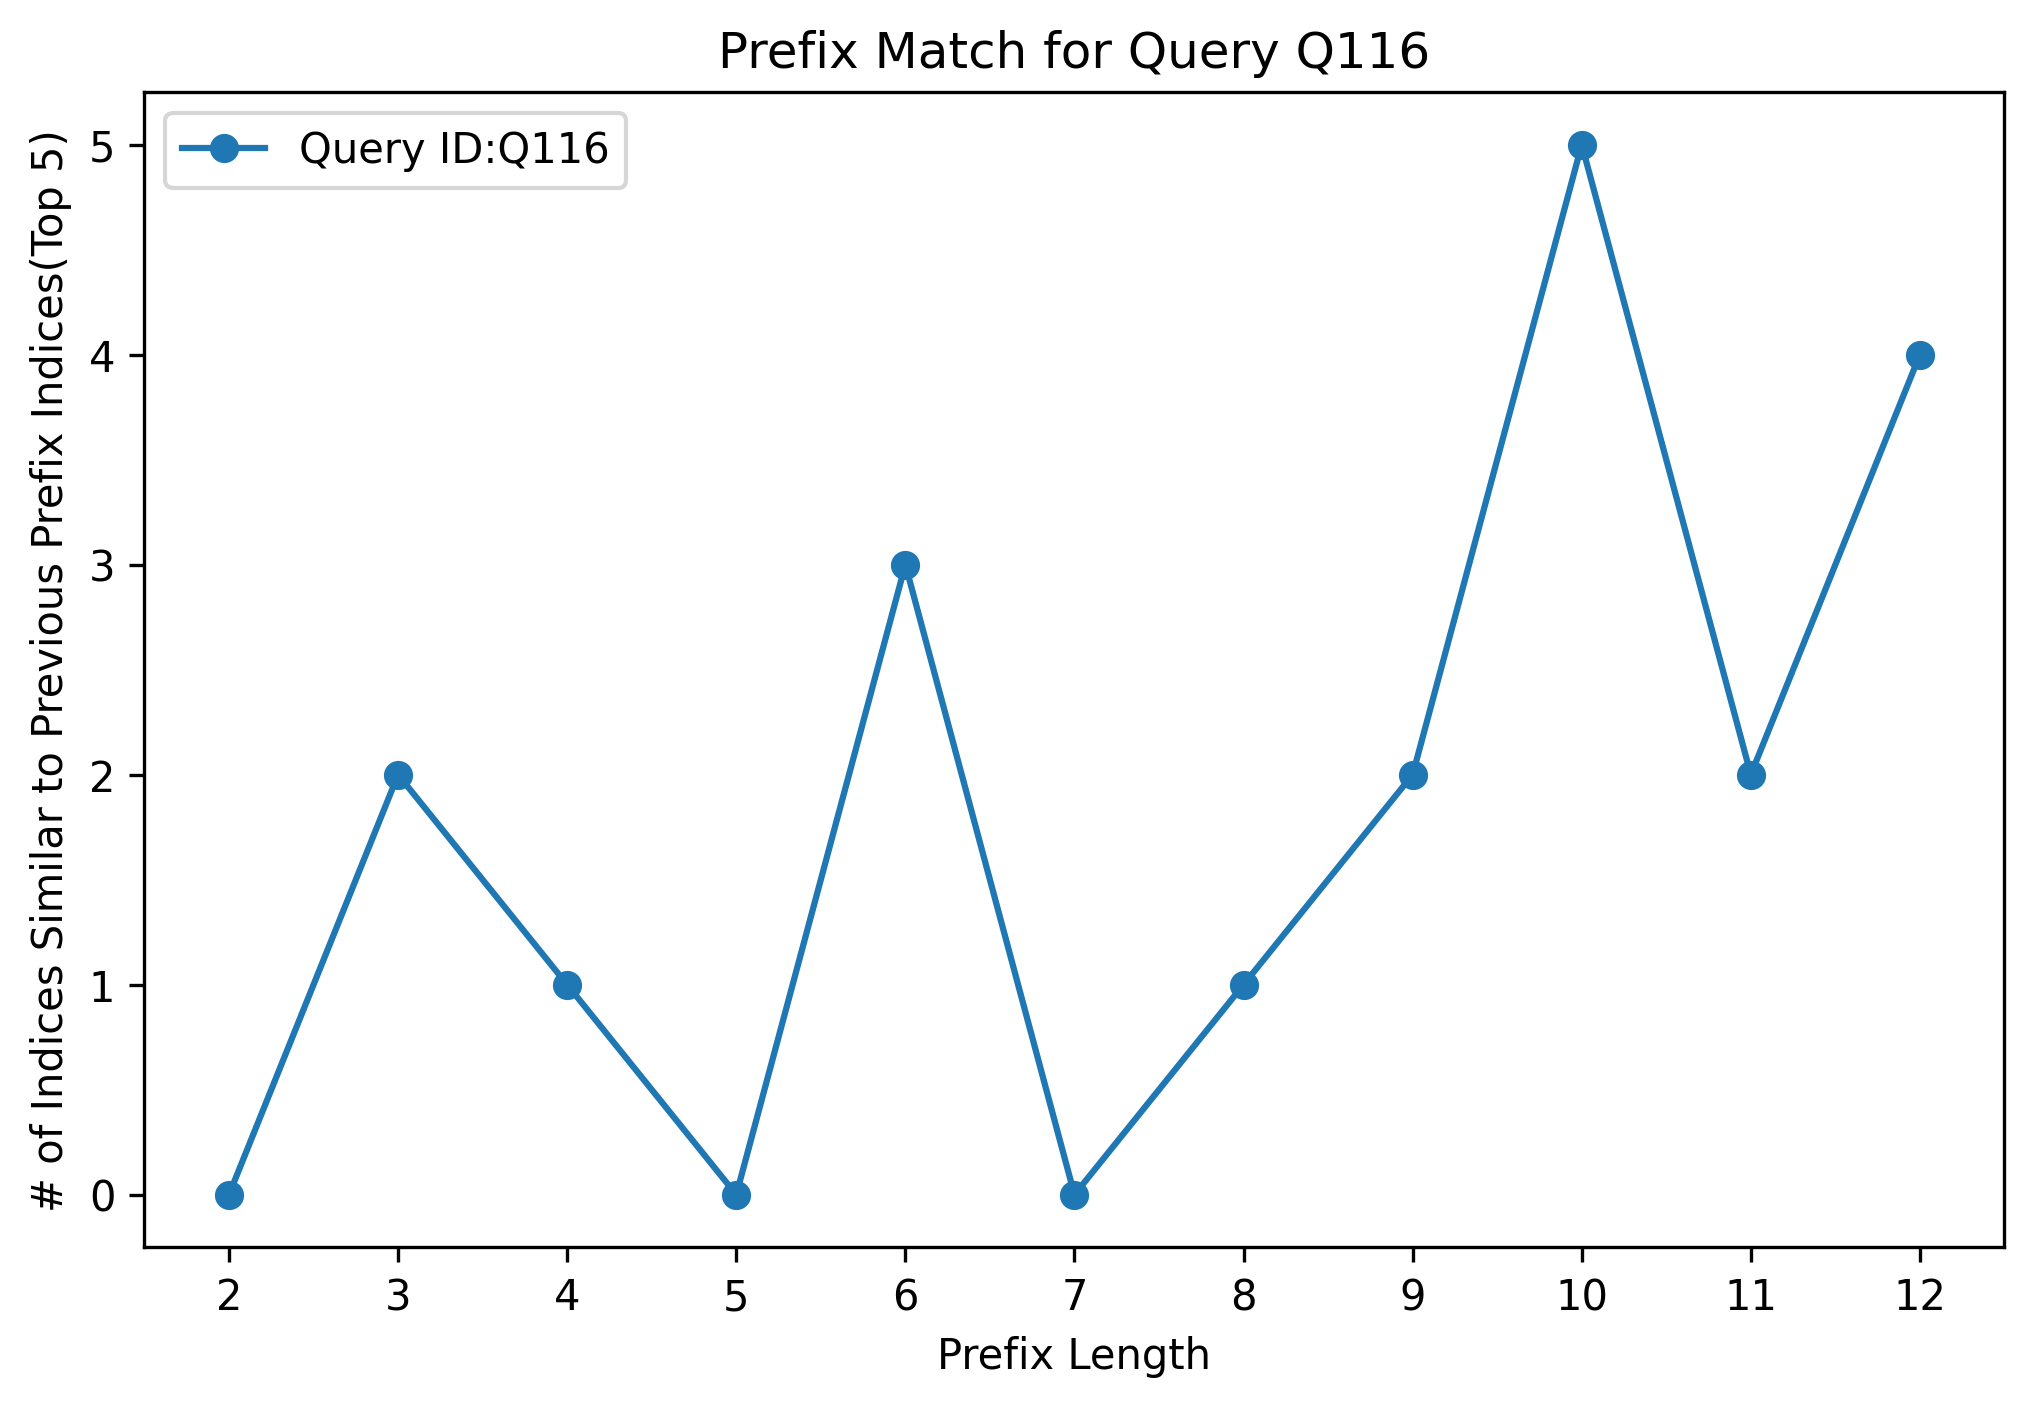 Prefix Match for Query Q116
Query ID:Q116
# of Indices Similar to Previous Prefix Indices(Top 5)
5
4
3
2
1
0
2 3 4 5 6 7 8 9 10 11 12
Prefix Length